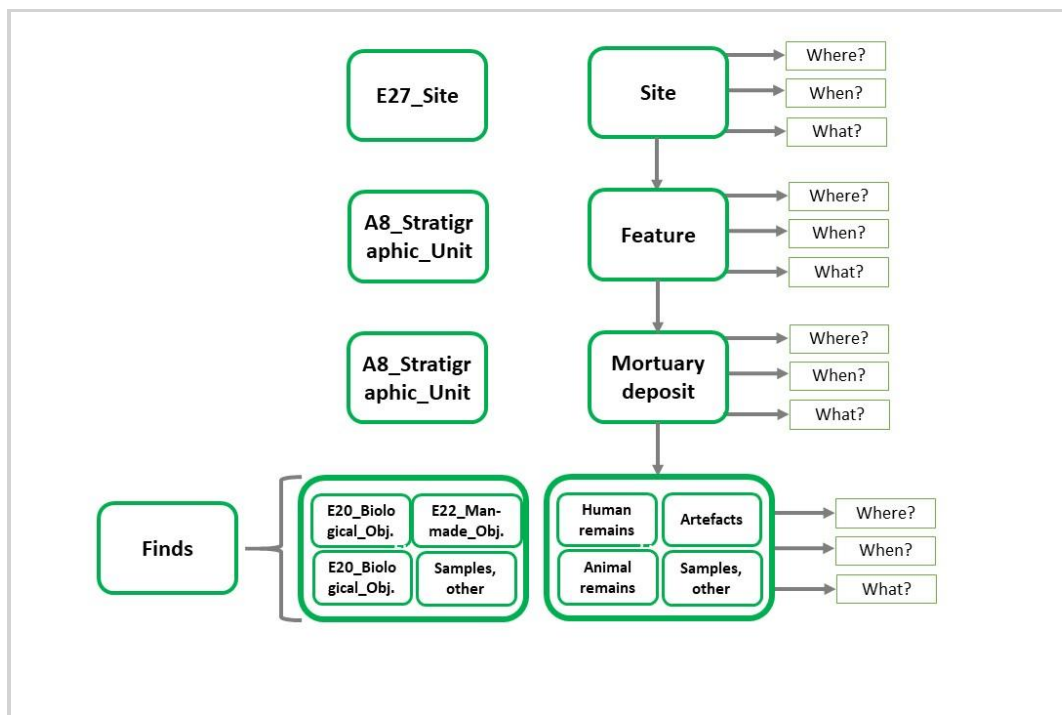 E27_Site
Site
Where?
When?
What?
A8_Stratigr
aphic_Unit
Feature
Where?
When?
What?
A8_Stratigr
aphic_Unit
Mortuary
deposit
Where?
When?
What?
Finds
E20_Biolo
gical_Obj.
E22_Man-
made_Obj.
E20_Biolo
gical_Obj.
Samples,
other
Human
remains
Artefacts
Animal
remains
Samples,
other
Where?
When?
What?